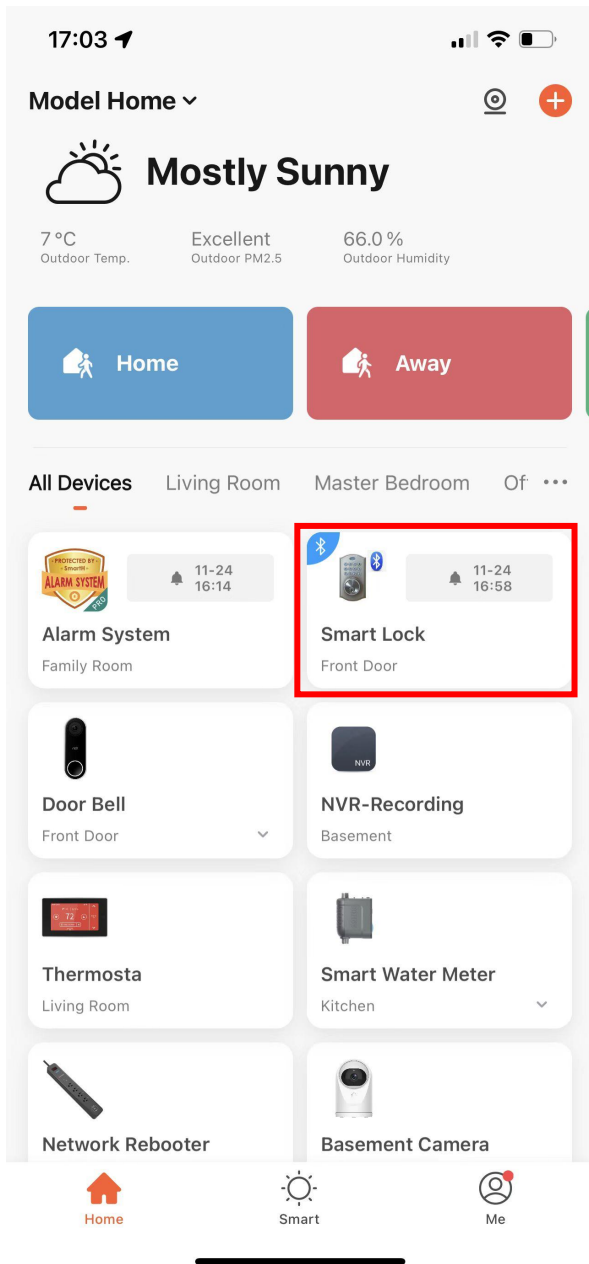 17:03
Model Home
Mostly Sunny
7 °C
Excellent
66.0 %
Outdoor Temp.
Outdoor PM2.5
Outdoor Humidity
Home
Away
All Devices
Living Room
Master Bedroom
Of
PROTECTED BY
ALARM SYSTEM
PRO
11-24
16:14
11-24
16:58
Alarm System
Smart Lock
Family Room
Front Door
NVR
Door Bell
NVR-Recording
Front Door
Basement
72
Thermosta
Smart Water Meter
Living Room
Kitchen
Network Rebooter
Basement Camera
Home
Smart
Me